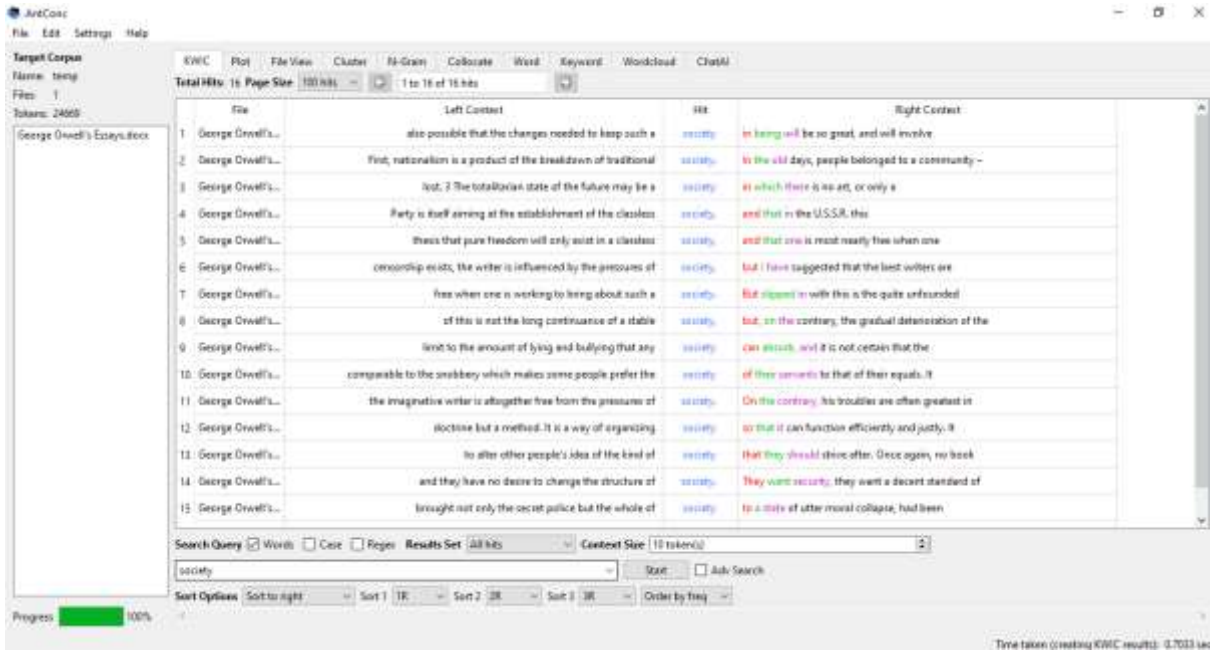 AntConc
File Edit Settings Help
Target Corpus
Name: temp
Files: 1
Tokens: 24669
George Orwell's Essays.docx
KWIC Plot File View Cluster N-Gram Collocate Word Keyword Wordcloud ChatAI
Total Hits: 16 Page Size 100 hits 1 to 16 of 16 hits
File Left Context Hit Right Context
1 George Orwell's... also possible that the changes needed to keep such a society in being will be so great, and will involve
2 George Orwell's... First, nationalism is a product of the breakdown of traditional society. In the old days, people belonged to a community –
3 George Orwell's... lost. 3 The totalitarian state of the future may be a society in which there is no art, or only a
4 George Orwell's... Party is itself aiming at the establishment of the classless society, and that in the U.S.S.R. this
5 George Orwell's... thesis that pure freedom will only exist in a classless society, and that one is most nearly free when one
6 George Orwell's... censorship exists, the writer is influenced by the pressures of society, but I have suggested that the best writers are
7 George Orwell's... free when one is working to bring about such a society. But slipped in with this is the quite unfounded
8 George Orwell's... of this is not the long continuance of a stable society, but, on the contrary, the gradual deterioration of the
9 George Orwell's... limit to the amount of lying and bullying that any society can absorb, and it is not certain that the
10 George Orwell's... comparable to the snobbery which makes some people prefer the society of their servants to that of their equals. It
11 George Orwell's... the imaginative writer is altogether free from the pressures of society. On the contrary, his troubles are often greatest in
12 George Orwell's... doctrine but a method. It is a way of organizing society so that it can function efficiently and justly. It
13 George Orwell's... to alter other people's idea of the kind of society that they should strive after. Once again, no book
14 George Orwell's... and they have no desire to change the structure of society. They want security, they want a decent standard of
15 George Orwell's... brought not only the secret police but the whole of society to a state of utter moral collapse, had been
Search Query Words Case Regex Results Set All hits Context Size 10 token(s)
society Start Adv Search
Sort Options Sort to right Sort 1 1R Sort 2 2R Sort 3 3R Order by freq
Progress 100%
Time taken (creating KWIC results): 0.7033 sec